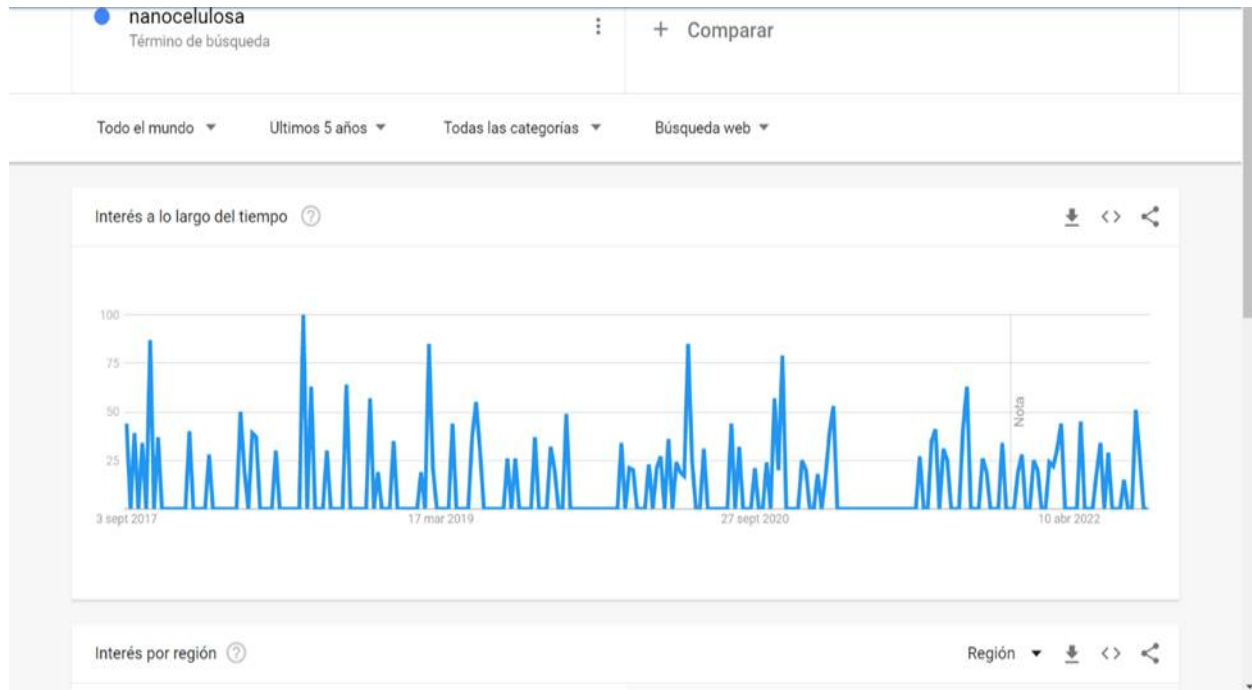 nanocelulosa
Término de búsqueda
+ Comparar
Todo el mundo
Ultimos 5 años
Todas las categorías
Búsqueda web
Interés a lo largo del tiempo
100
75
50
25
Nota
3 sept 2017
17 mar 2019
27 sept 2020
10 abr 2022
Interés por región
Región